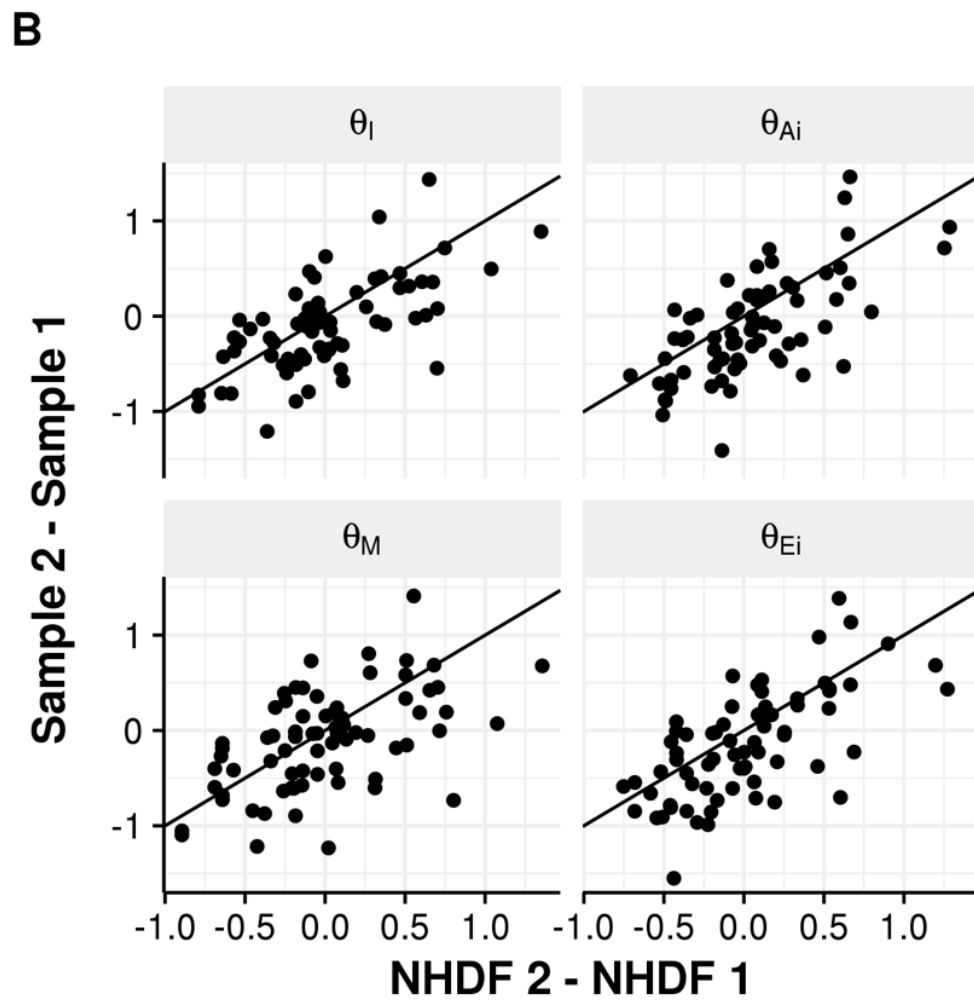 B
θI
θAi
1
0
-1
θM
θEi
1
0
-1
Sample 2 - Sample 1
-1.0 -0.5 0.0 0.5 1.0 -1.0 -0.5 0.0 0.5 1.0
NHDF 2 - NHDF 1